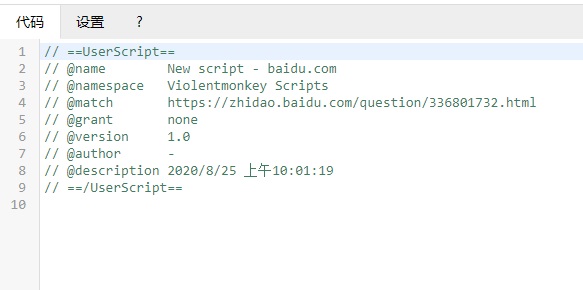 代码 设置 ?
1 // ==UserScript==
2 // @name New script - baidu.com
3 // @namespace Violentmonkey Scripts
4 // @match https://zhidao.baidu.com/question/336801732.html
5 // @grant none
6 // @version 1.0
7 // @author -
8 // @description 2020/8/25 上午10:01:19
9 // ==/UserScript==
10